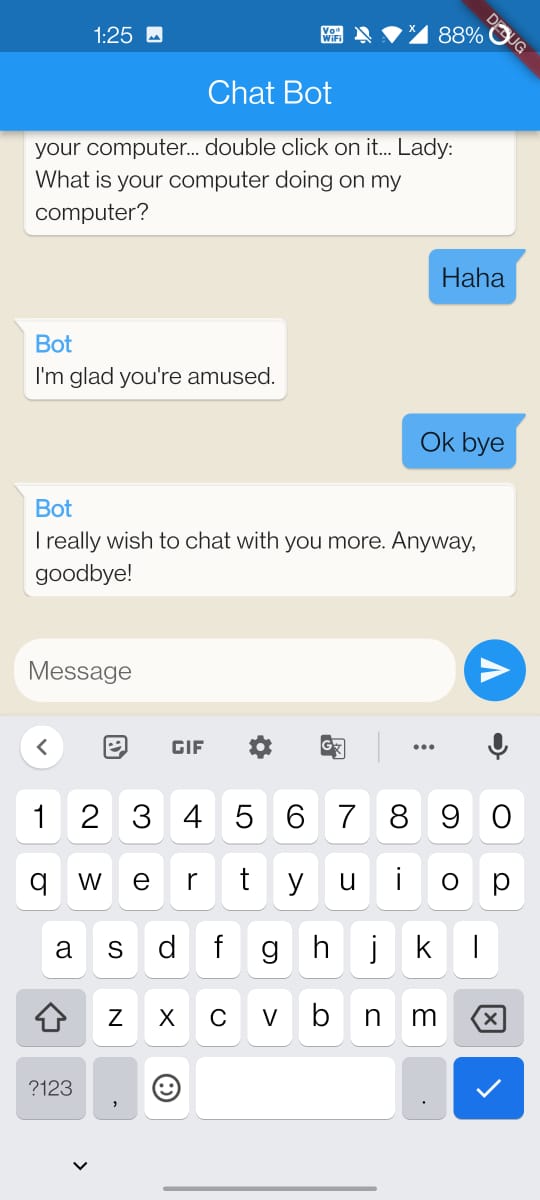 1:25
Vo))
WiFi
x
88%
DEBUG
Chat Bot
your computer... double click on it... Lady:
What is your computer doing on my
computer?
Haha
Bot
I'm glad you're amused.
Ok bye
Bot
I really wish to chat with you more. Anyway,
goodbye!
Message
GIF
G
1 2 3 4 5 6 7 8 9 0
q w e r t y u i o p
a s d f g h j k l
z x c v b n m
?123 , .